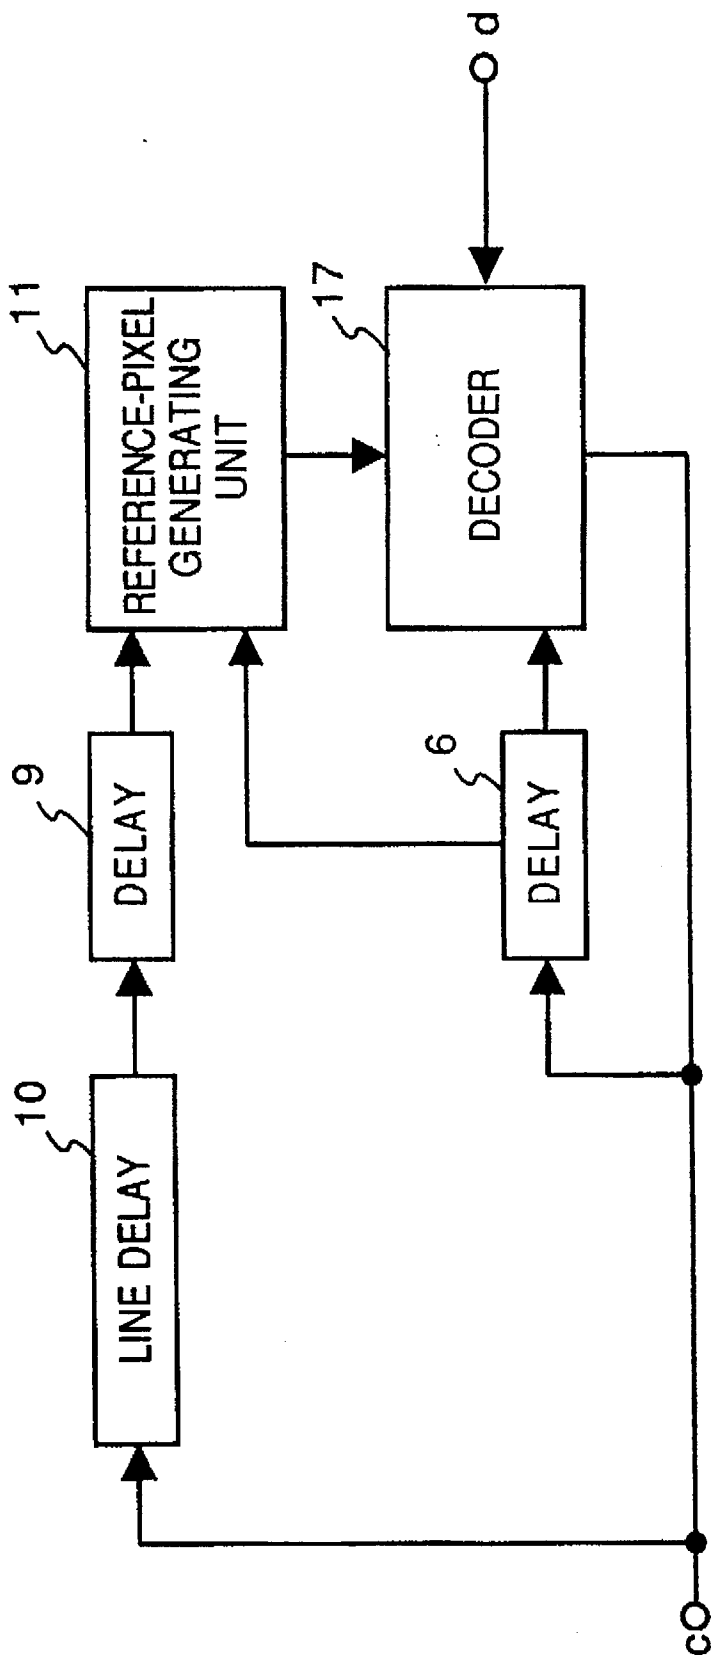 10
LINE DELAY
9
DELAY
11
REFERENCE-PIXEL
GENERATING
UNIT
6
DELAY
17
DECODER
c
d